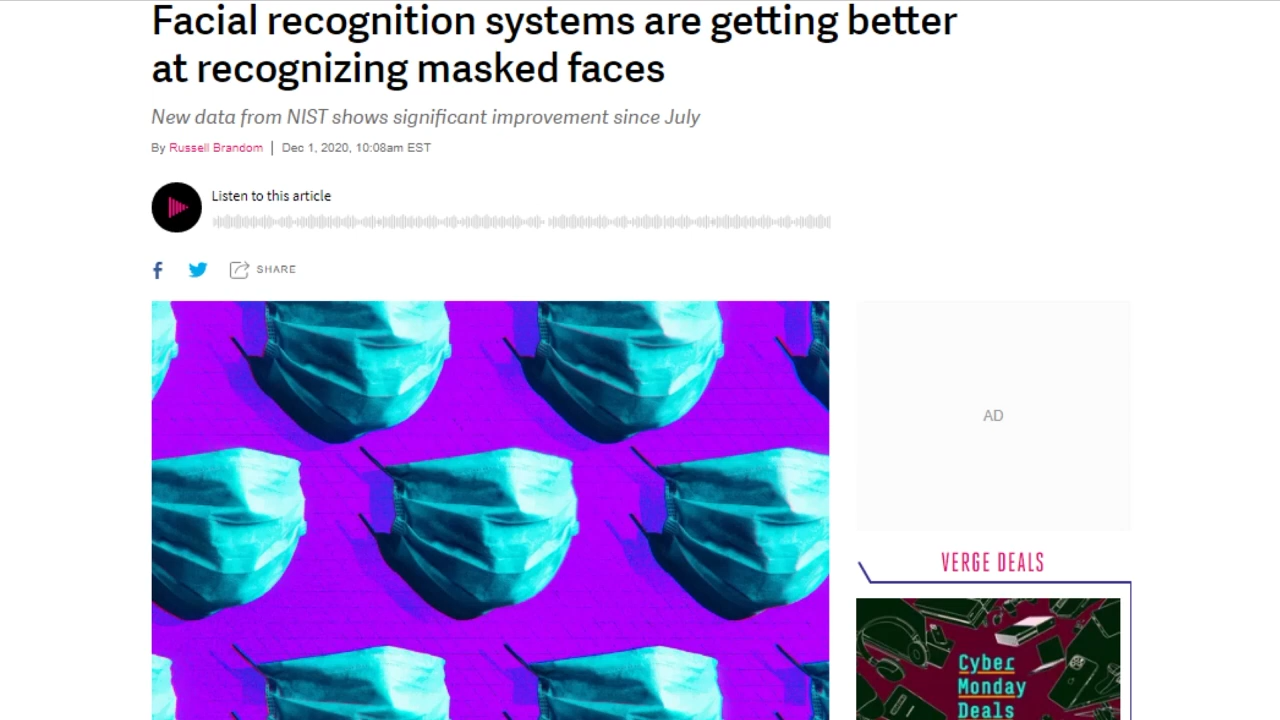 Facial recognition systems are getting better
at recognizing masked faces
New data from NIST shows significant improvement since July
By Russell Brandom | Dec 1, 2020, 10:08am EST
Listen to this article
SHARE
AD
VERGE DEALS
Cyber
Monday
Deals